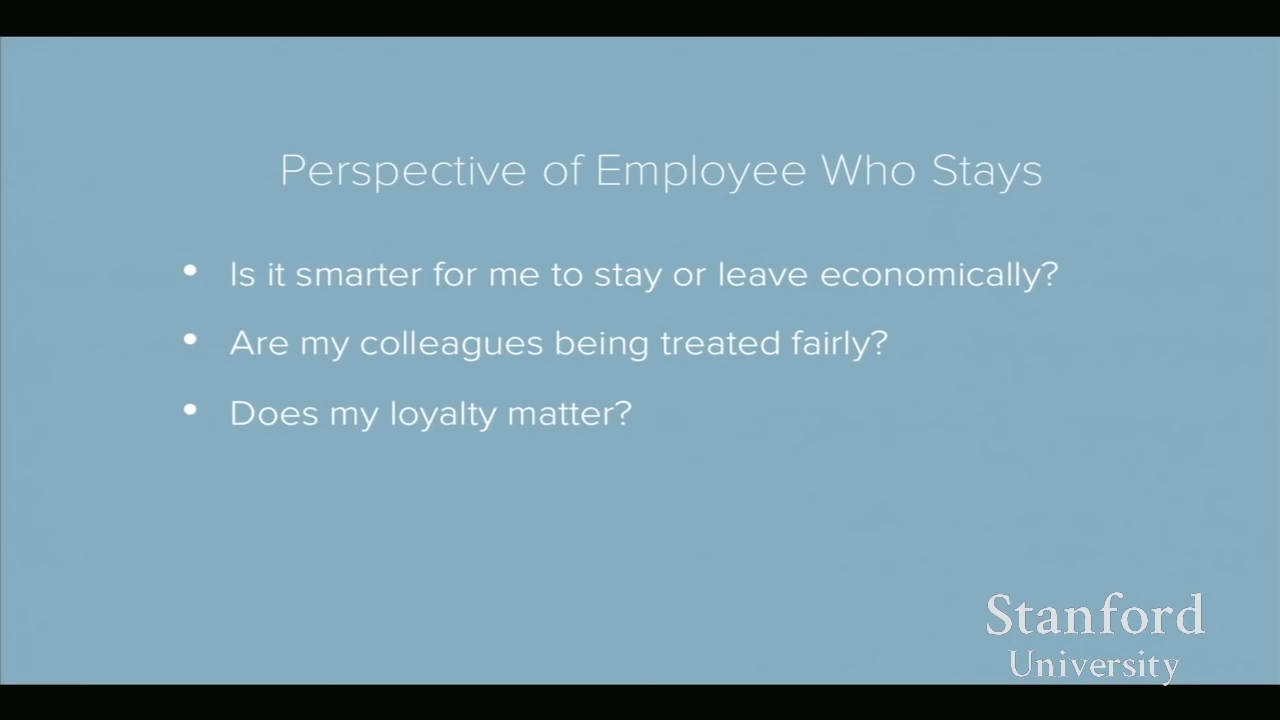 Perspective of Employee Who Stays
• Is it smarter for me to stay or leave economically?
• Are my colleagues being treated fairly?
• Does my loyalty matter?
Stanford
University